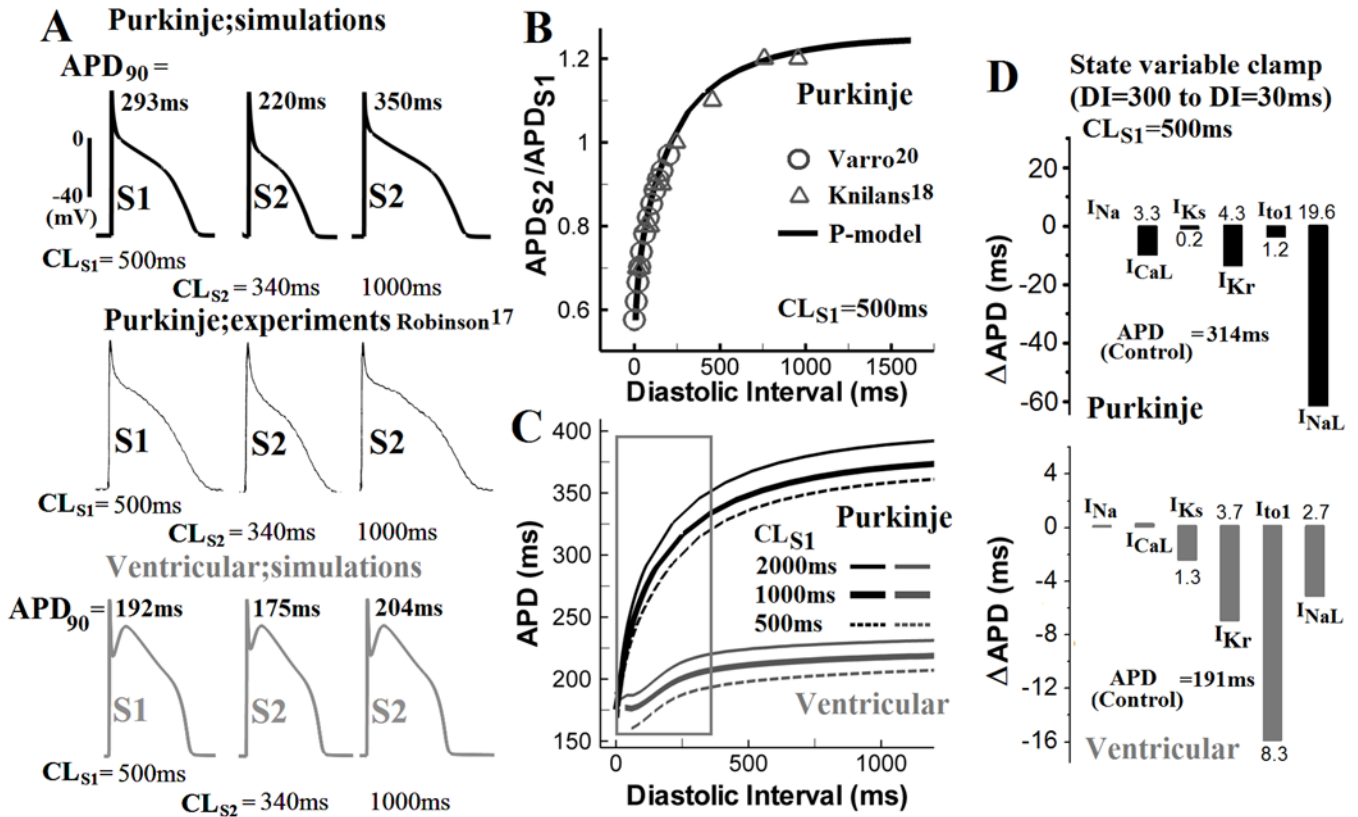 A
Purkinje;simulations
APD90 =
293ms
220ms
350ms
0
-40
(mV)
S1
S2
S2
CLS1= 500ms
CLS2 = 340ms
1000ms
Purkinje;experiments Robinson17
S1
S2
S2
CLS1= 500ms
CLS2 = 340ms
1000ms
Ventricular;simulations
APD90=
192ms
175ms
204ms
S1
S2
S2
CLS1= 500ms
CLS2 = 340ms
1000ms
B
APDS2/APDS1
1.2
1
0.8
0.6
Purkinje
Varro20
Knilans18
P-model
CLS1=500ms
0
500
1000
1500
Diastolic Interval (ms)
C
APD (ms)
400
350
300
250
200
150
Purkinje
CLS1
2000ms
1000ms
500ms
Ventricular
0
500
1000
Diastolic Interval (ms)
D
State variable clamp
(DI=300 to DI=30ms)
CLS1=500ms
ΔAPD (ms)
20
0
-20
-40
-60
INa
3.3
ICaL
IKs
0.2
4.3
IKr
Ito1
1.2
19.6
INaL
APD
(Control)
=314ms
Purkinje
ΔAPD (ms)
4
0
-4
-8
-12
-16
INa
ICaL
IKs
1.3
3.7
IKr
Ito1
8.3
2.7
INaL
APD
(Control)
=191ms
Ventricular